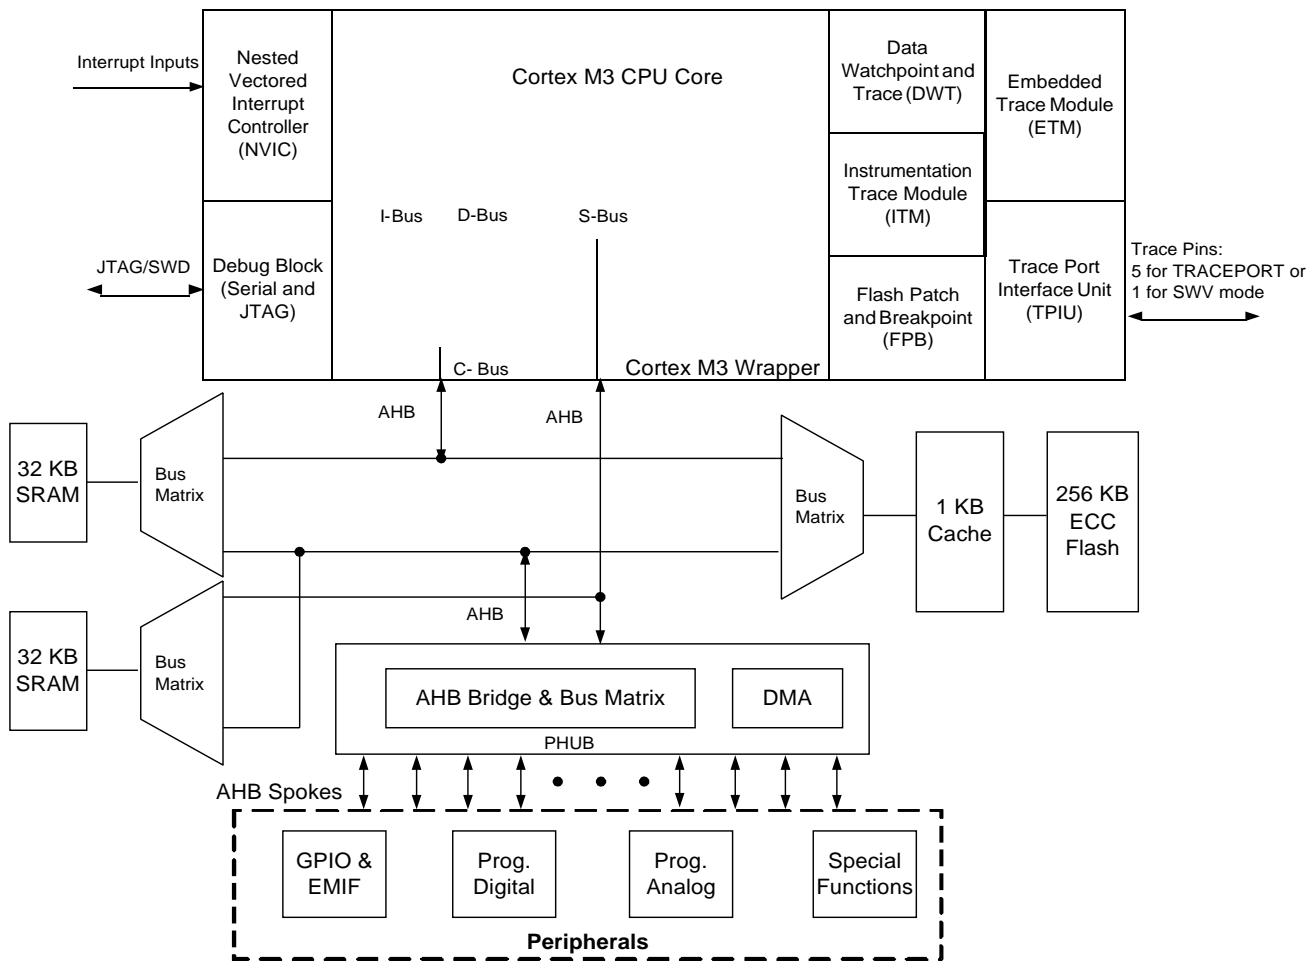 Interrupt Inputs
Nested
Vectored
Interrupt
Controller
(NVIC)
Cortex M3 CPU Core
Data
Watchpoint and
Trace (DWT)
Embedded
Trace Module
(ETM)
Instrumentation
Trace Module
(ITM)
I-Bus
D-Bus
S-Bus
JTAG/SWD
Debug Block
(Serial and
JTAG)
Flash Patch
and Breakpoint
(FPB)
Trace Port
Interface Unit
(TPIU)
Trace Pins:
5 for TRACEPORT or
1 for SWV mode
C- Bus
Cortex M3 Wrapper
AHB
AHB
32 KB
SRAM
Bus
Matrix
Bus
Matrix
1 KB
Cache
256 KB
ECC
Flash
AHB
32 KB
SRAM
Bus
Matrix
AHB Bridge & Bus Matrix
DMA
PHUB
AHB Spokes
GPIO &
EMIF
Prog.
Digital
Prog.
Analog
Special
Functions
Peripherals